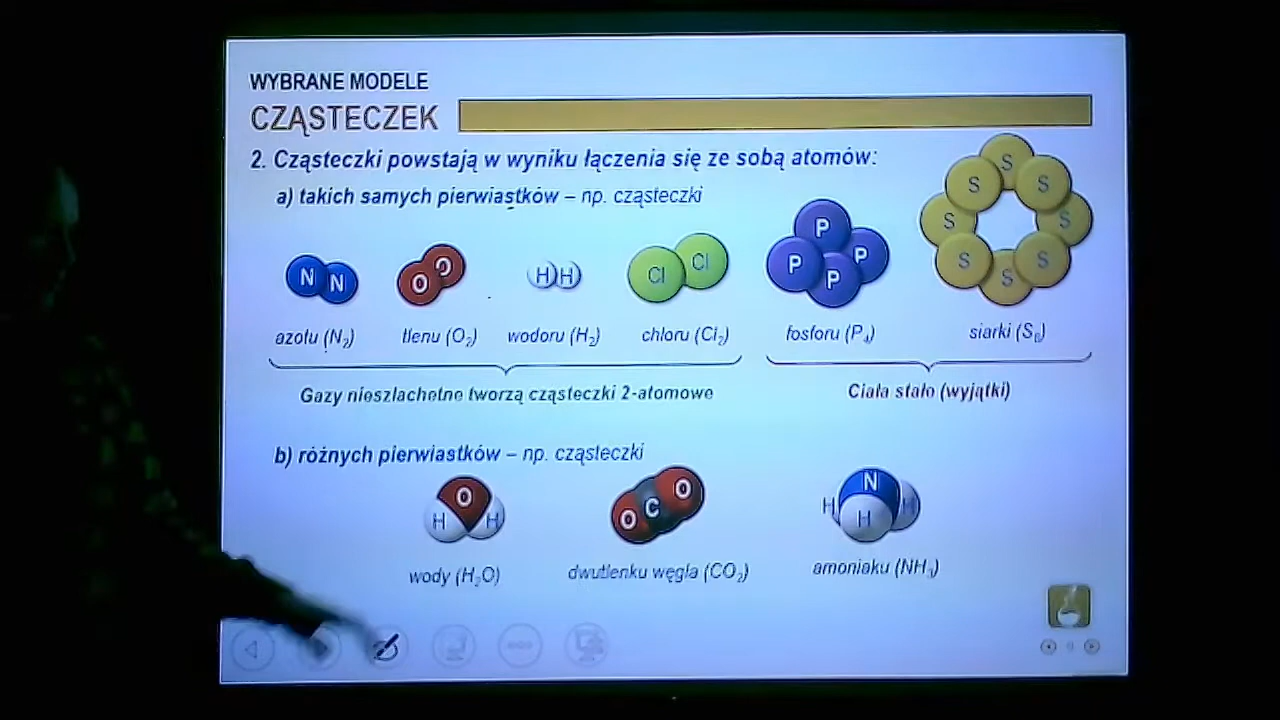 WYBRANE MODELE
CZĄSTECZEK
2. Cząsteczki powstają w wyniku łączenia się ze sobą atomów:
a) takich samych pierwiastków – np. cząsteczki
N N O O H H Cl Cl P P P P S S S S S S S S
azotu (N₂) tlenu (O₂) wodoru (H₂) chloru (Cl₂) fosforu (P₄) siarki (S₈)
Gazy nieszlachetne tworzą cząsteczki 2-atomowe Ciała stałe (wyjątki)
b) różnych pierwiastków – np. cząsteczki
O H H O C O N H H H
wody (H₂O) dwutlenku węgla (CO₂) amoniaku (NH₃)